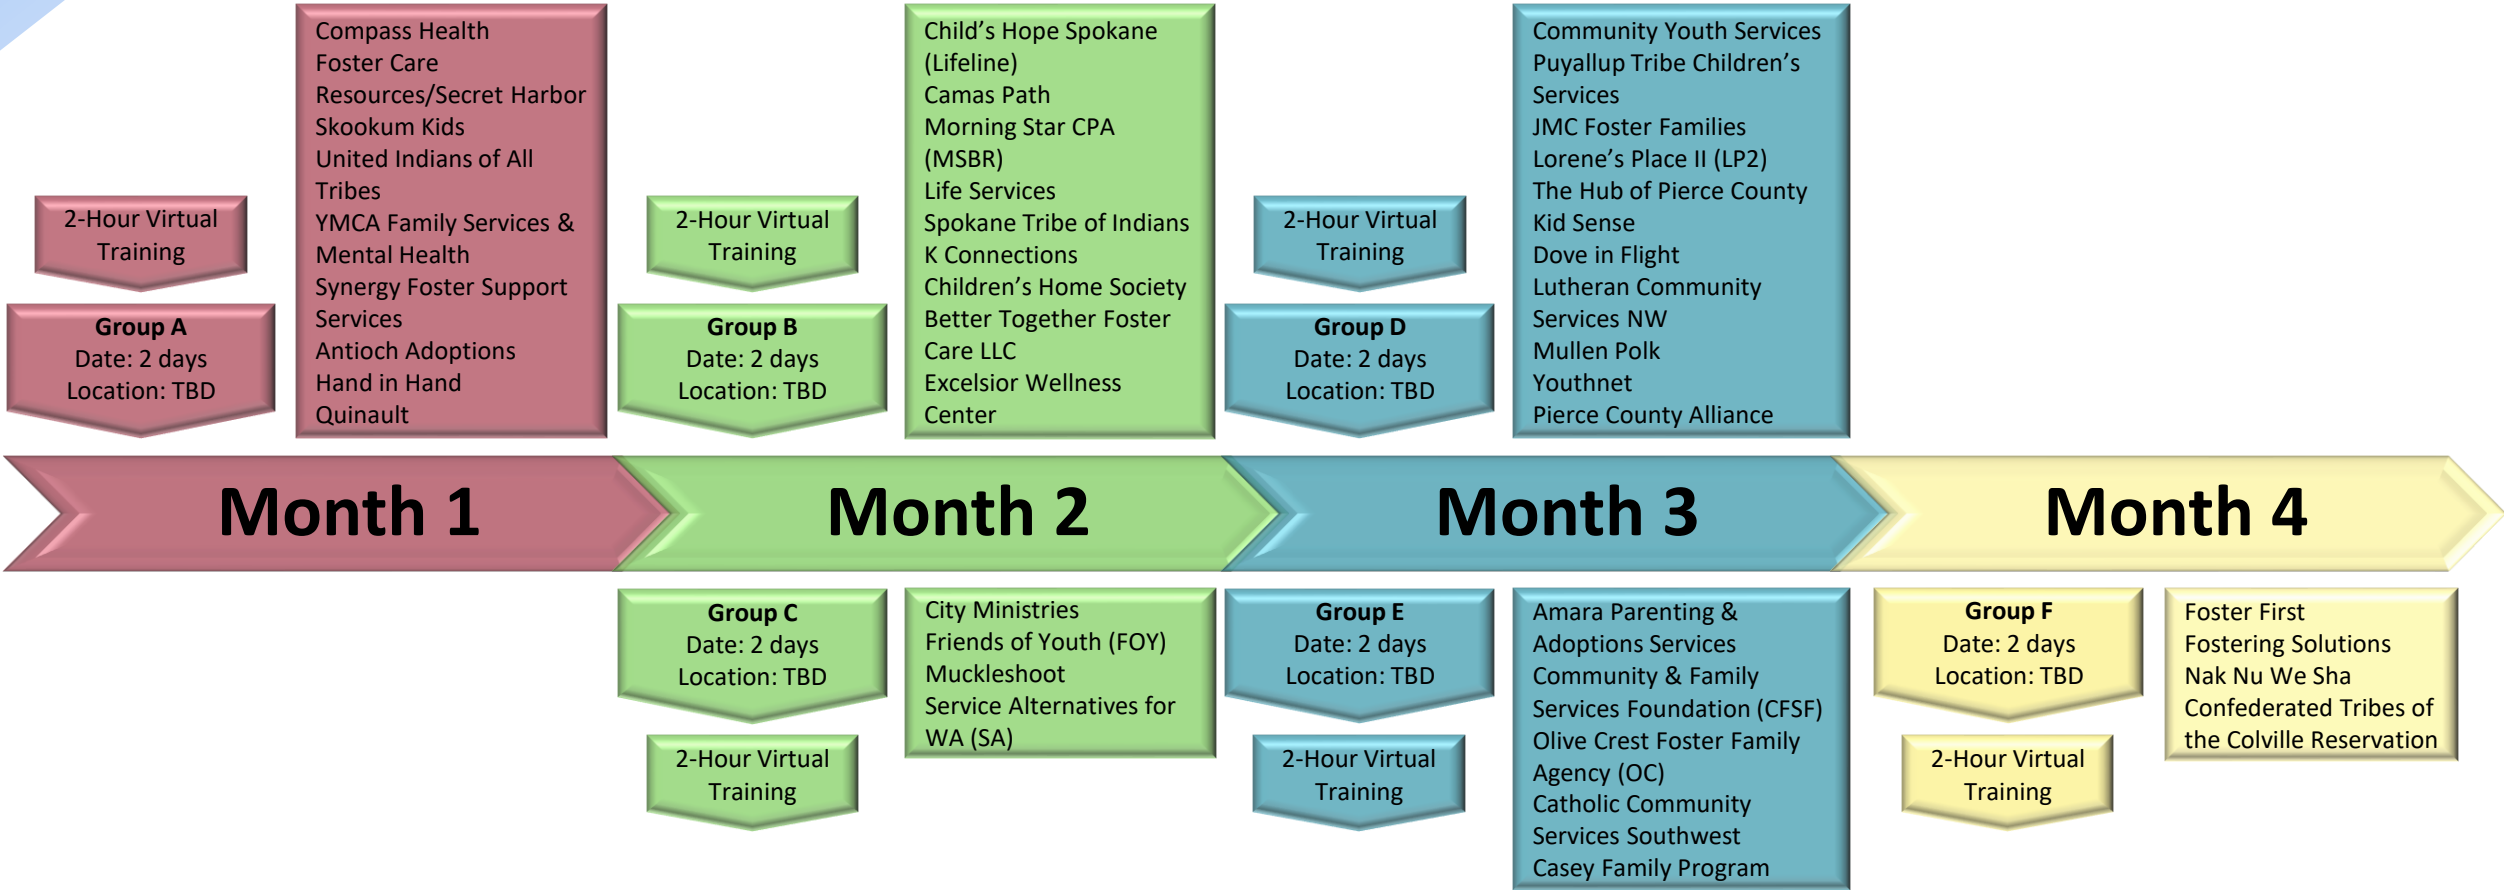 2-Hour Virtual
Training
Group A
Date: 2 days
Location: TBD
Compass Health
Foster Care
Resources/Secret Harbor
Skookum Kids
United Indians of All
Tribes
YMCA Family Services &
Mental Health
Synergy Foster Support
Services
Antioch Adoptions
Hand in Hand
Quinault
2-Hour Virtual
Training
Group B
Date: 2 days
Location: TBD
Child’s Hope Spokane
(Lifeline)
Camas Path
Morning Star CPA
(MSBR)
Life Services
Spokane Tribe of Indians
K Connections
Children’s Home Society
Better Together Foster
Care LLC
Excelsior Wellness
Center
2-Hour Virtual
Training
Group D
Date: 2 days
Location: TBD
Community Youth Services
Puyallup Tribe Children’s
Services
JMC Foster Families
Lorene’s Place II (LP2)
The Hub of Pierce County
Kid Sense
Dove in Flight
Lutheran Community
Services NW
Mullen Polk
Youthnet
Pierce County Alliance
Month 1
Month 2
Month 3
Month 4
Group C
Date: 2 days
Location: TBD
2-Hour Virtual
Training
City Ministries
Friends of Youth (FOY)
Muckleshoot
Service Alternatives for
WA (SA)
Group E
Date: 2 days
Location: TBD
2-Hour Virtual
Training
Amara Parenting &
Adoptions Services
Community & Family
Services Foundation (CFSF)
Olive Crest Foster Family
Agency (OC)
Catholic Community
Services Southwest
Casey Family Program
Group F
Date: 2 days
Location: TBD
2-Hour Virtual
Training
Foster First
Fostering Solutions
Nak Nu We Sha
Confederated Tribes of
the Colville Reservation